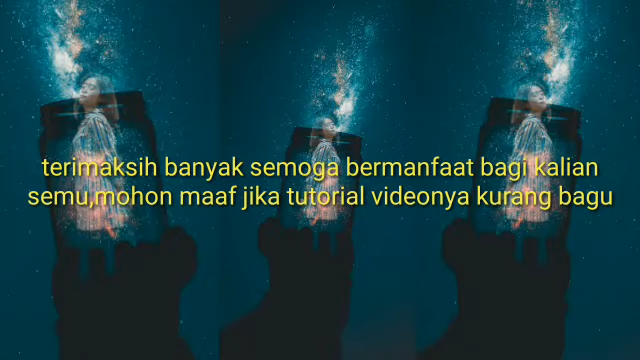 terimaksih banyak semoga bermanfaat bagi kalian
semu,mohon maaf jika tutorial videonya kurang bagu